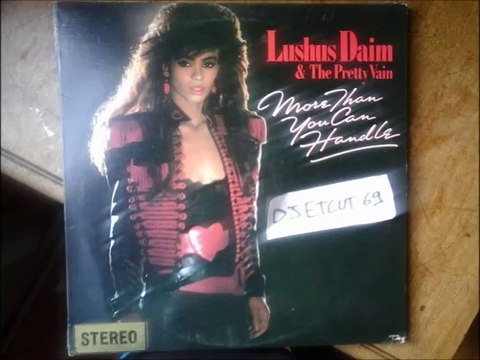 Lushus Daim
& The Pretty Vain
More Than
You Can
Handle
DJ ETCUT 69
STEREO